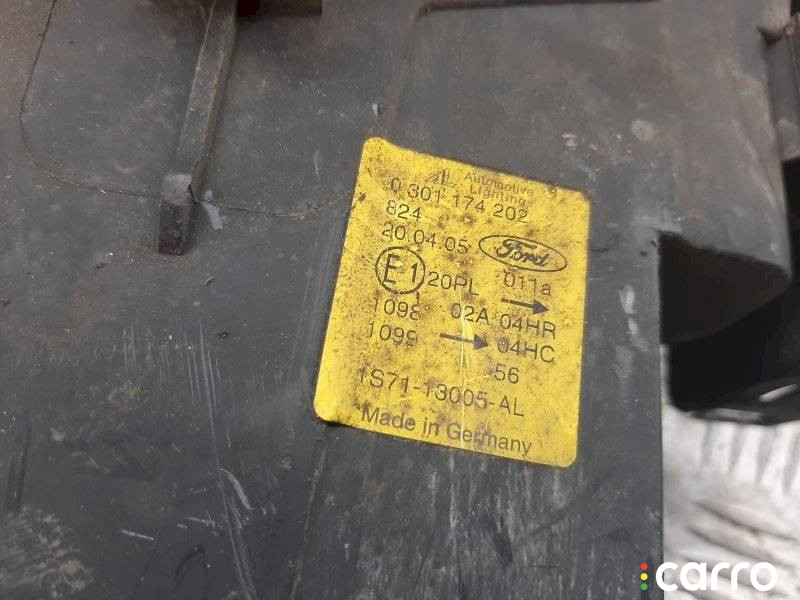 AL Automotive
Lighting
0 301 174 202
824
20.04.05 Ford
E1 20PL 011a
1098 02A 04HR
1099 04HC
56
1S71-13005-AL
Made in Germany
carro